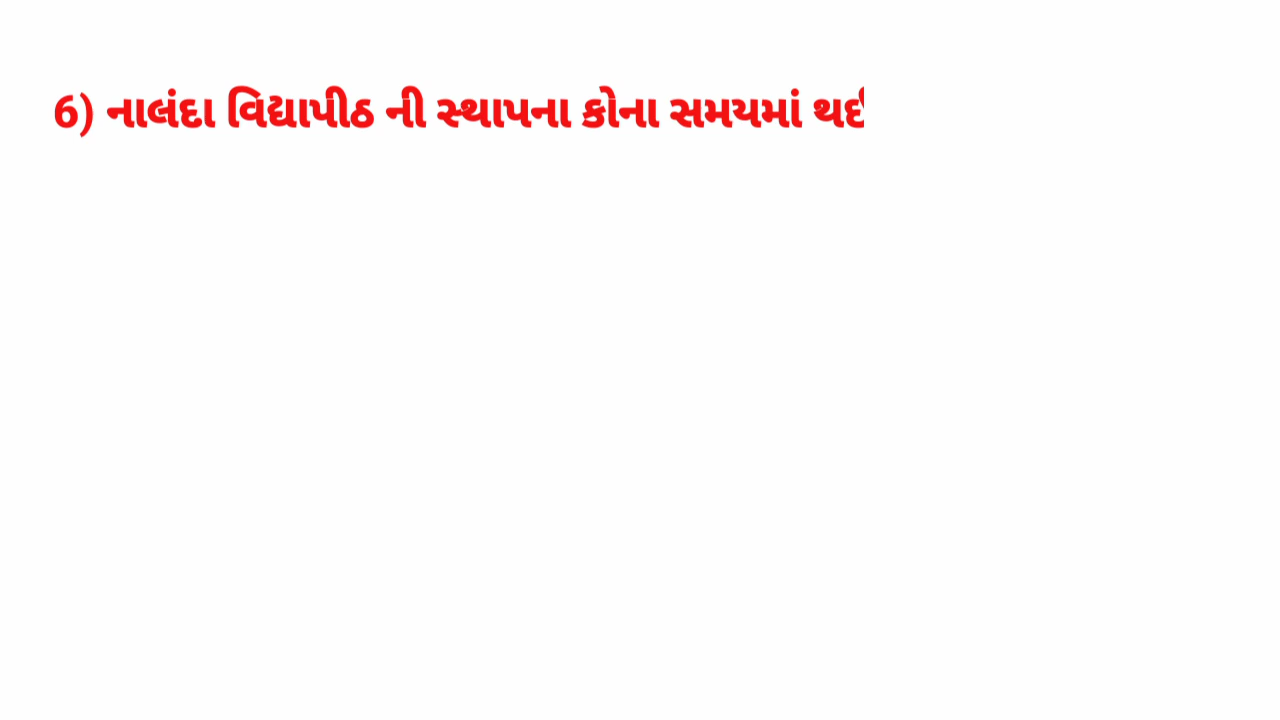 6) નાલંદા વિદ્યાપીઠ ની સ્થાપના કોના સમયમાં થઈ